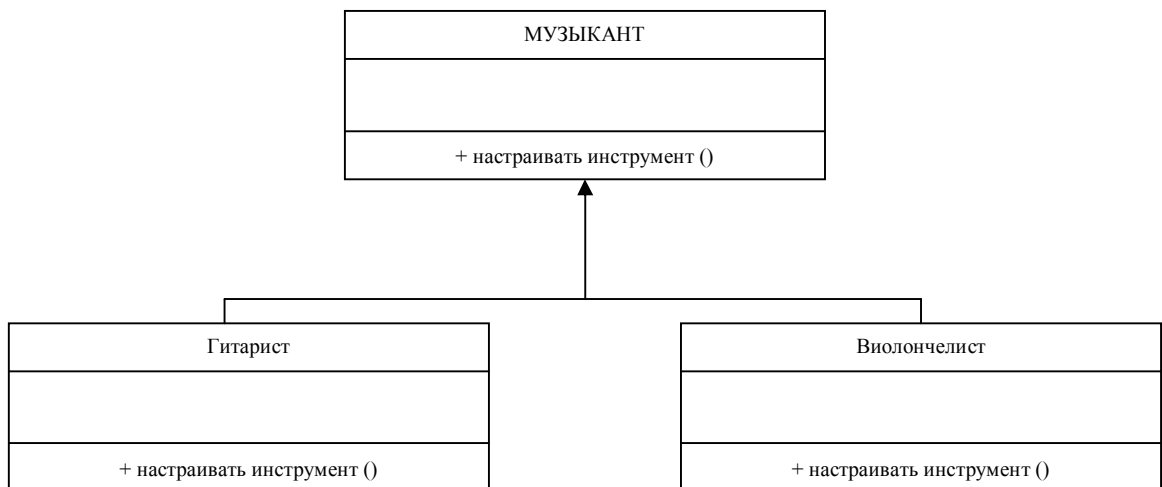 МУЗЫКАНТ
+ настраивать инструмент ()
Гитарист
+ настраивать инструмент ()
Виолончелист
+ настраивать инструмент ()